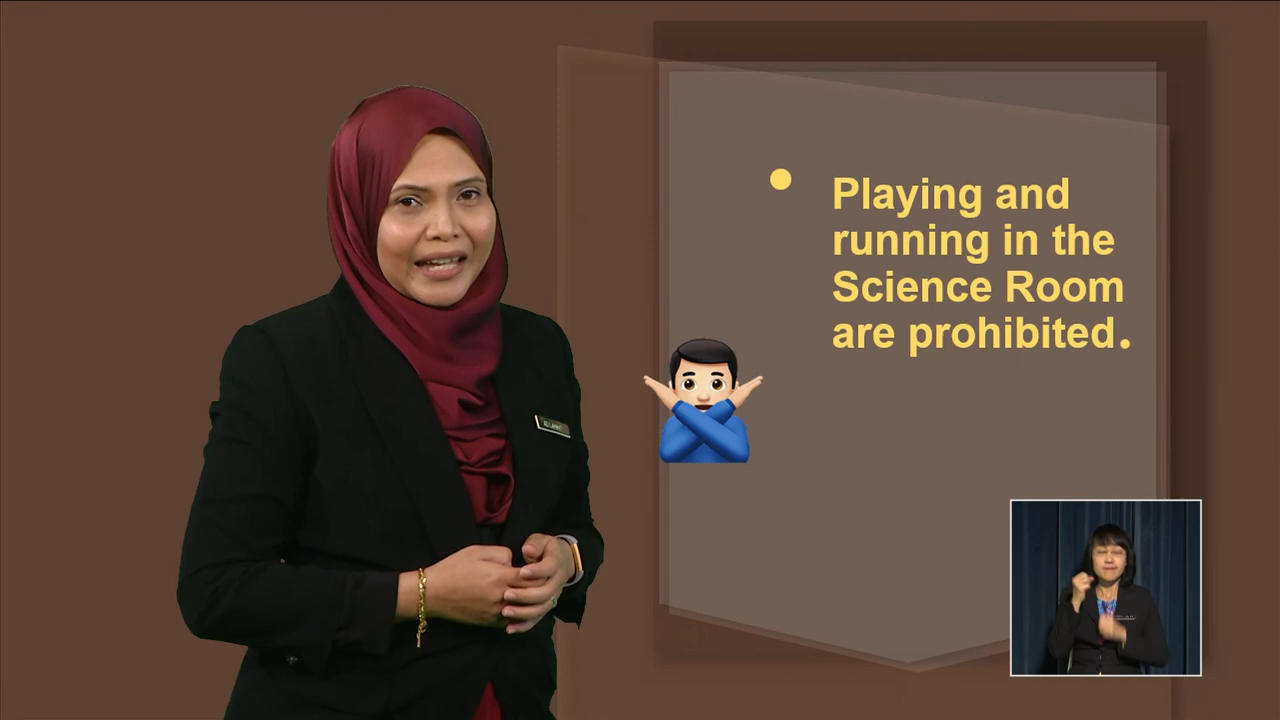 Playing and
running in the
Science Room
are prohibited.